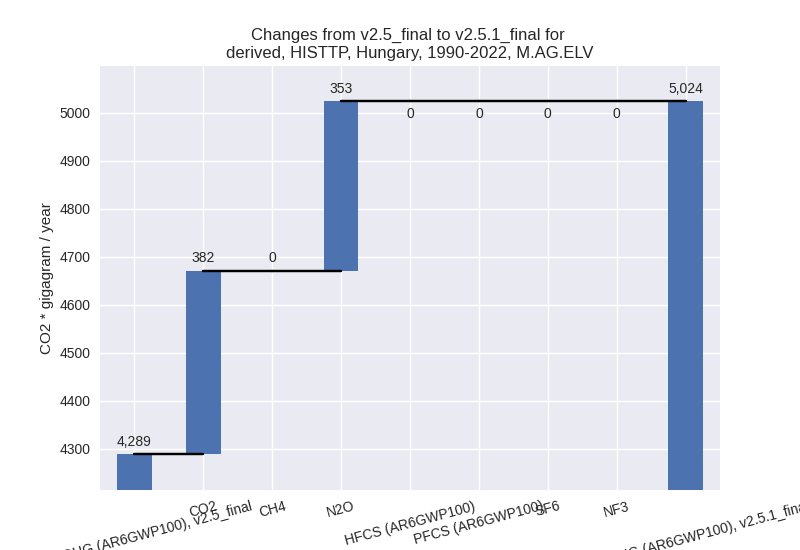 Changes from v2.5_final to v2.5.1_final for
derived, HISTTP, Hungary, 1990-2022, M.AG.ELV
353
5,024
5000
0 0 0 0
4900
4800
4700
382
0
4600
4500
4400
4,289
4300
CO2 * gigagram / year
(AR6GWP100), v2.5_final
CO2
CH4
N2O
HFCS (AR6GWP100)
PFCS (AR6GWP100)
SF6
NF3
(AR6GWP100), v2.5.1_final